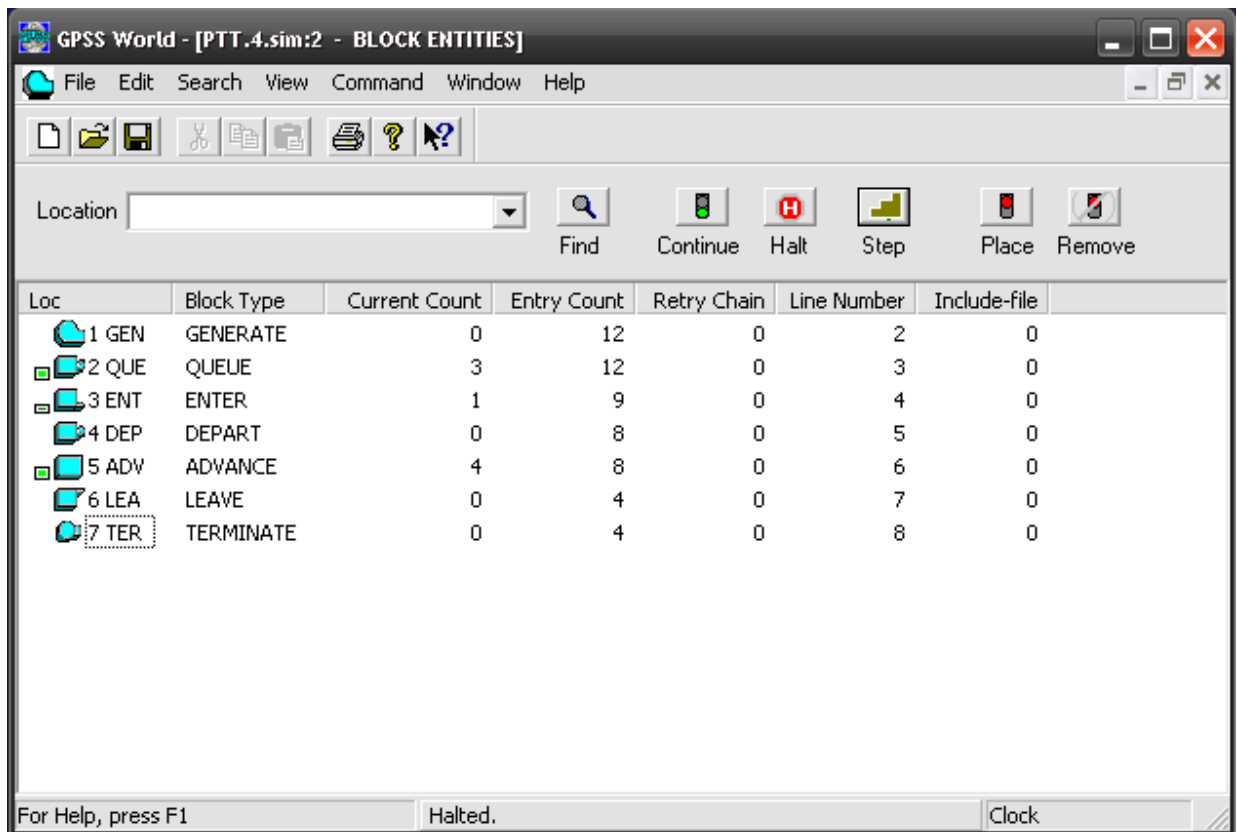 GPSS World - [PTT.4.sim:2 - BLOCK ENTITIES]
File Edit Search View Command Window Help
Location Find Continue Halt Step Place Remove
Loc Block Type Current Count Entry Count Retry Chain Line Number Include-file
1 GEN GENERATE 0 12 0 2 0
2 QUE QUEUE 3 12 0 3 0
3 ENT ENTER 1 9 0 4 0
4 DEP DEPART 0 8 0 5 0
5 ADV ADVANCE 4 8 0 6 0
6 LEA LEAVE 0 4 0 7 0
7 TER TERMINATE 0 4 0 8 0
For Help, press F1 Halted. Clock